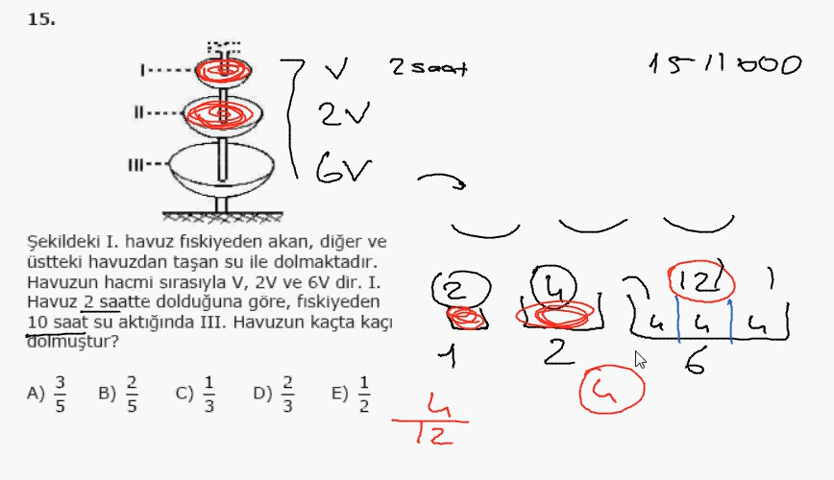 15.
I
V
2 saat
15 11000
II
2V
III
6V
Şekildeki I. havuz fıskiyeden akan, diğer ve
üstteki havuzdan taşan su ile dolmaktadır.
Havuzun hacmi sırasıyla V, 2V ve 6V dir. I.
Havuz 2 saatte dolduğuna göre, fıskiyeden
10 saat su aktığında III. Havuzun kaçta kaçı
dolmuştur?
2
4
12
4 4 4
1
2
6
4
A) 3/5 B) 2/5 C) 1/3 D) 2/3 E) 1/2
4/12